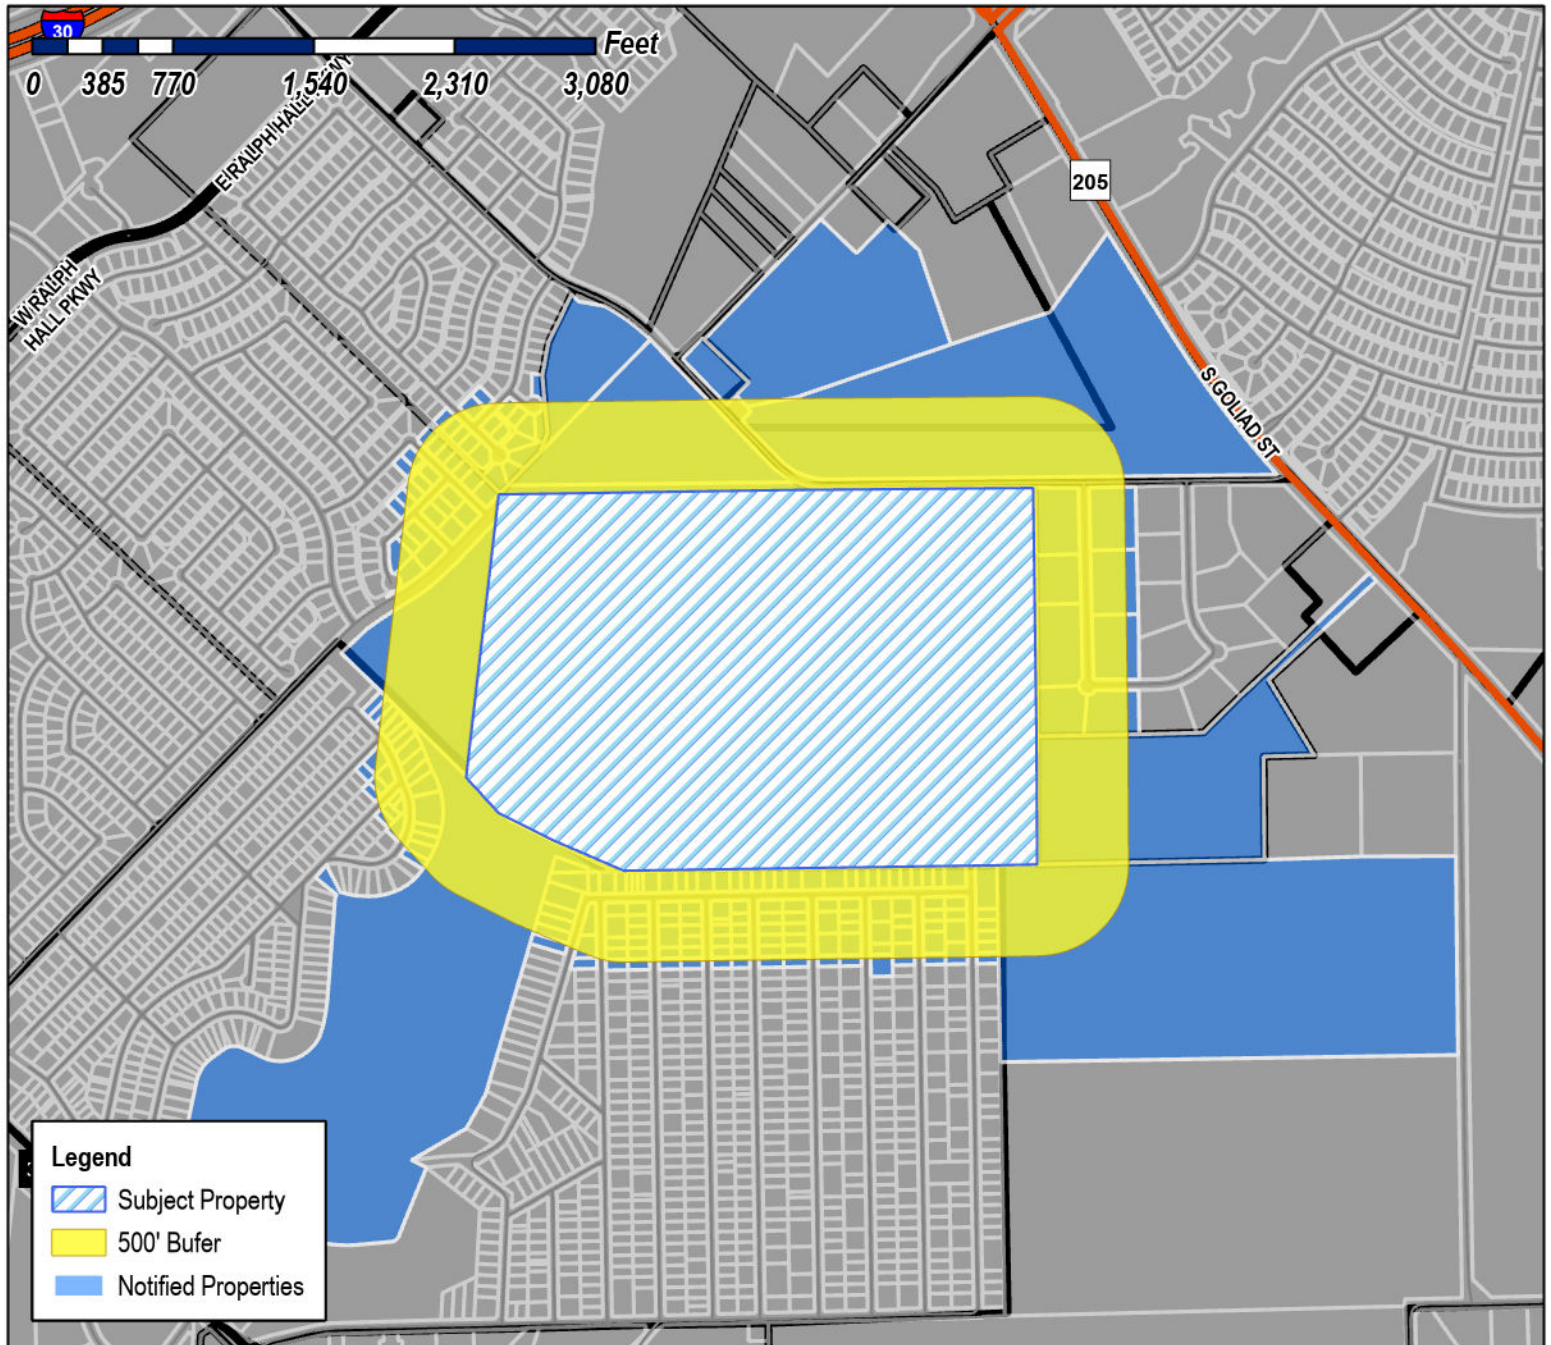 30
Feet
0 385 770 1,540 2,310 3,080
E RALPH HALL PKWY
W RALPH
HALL PKWY
205
S GOLIAD ST
Legend
Subject Property
500' Bufer
Notified Properties